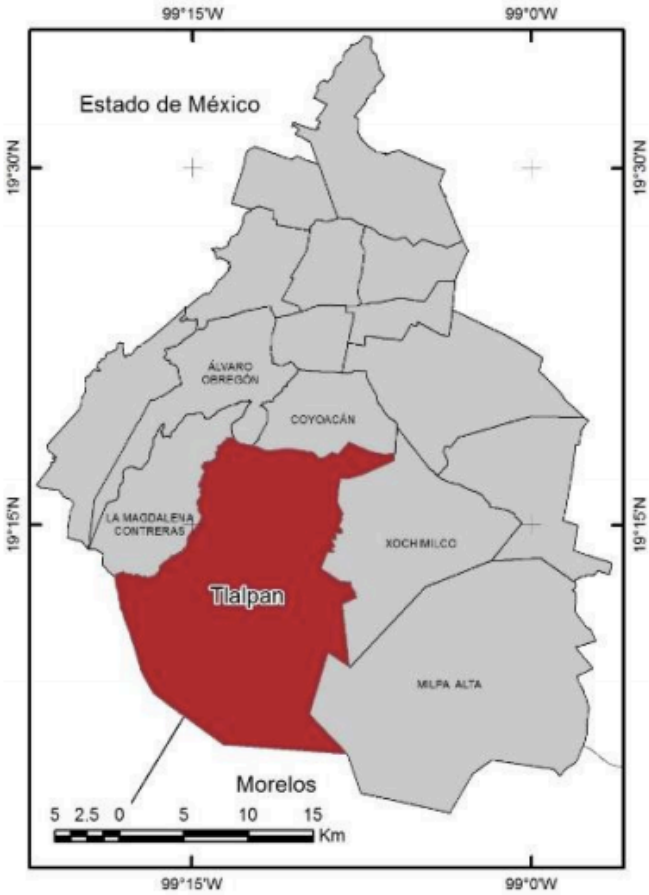 99°15'W 99°0'W
Estado de México
19°30'N 19°30'N
ÁLVARO
OBREGÓN
COYOACÁN
LA MAGDALENA
CONTRERAS
19°15'N 19°15'N
XOCHIMILCO
Tlalpan
MILPA ALTA
Morelos
5 2.5 0 5 10 15
Km
99°15'W 99°0'W